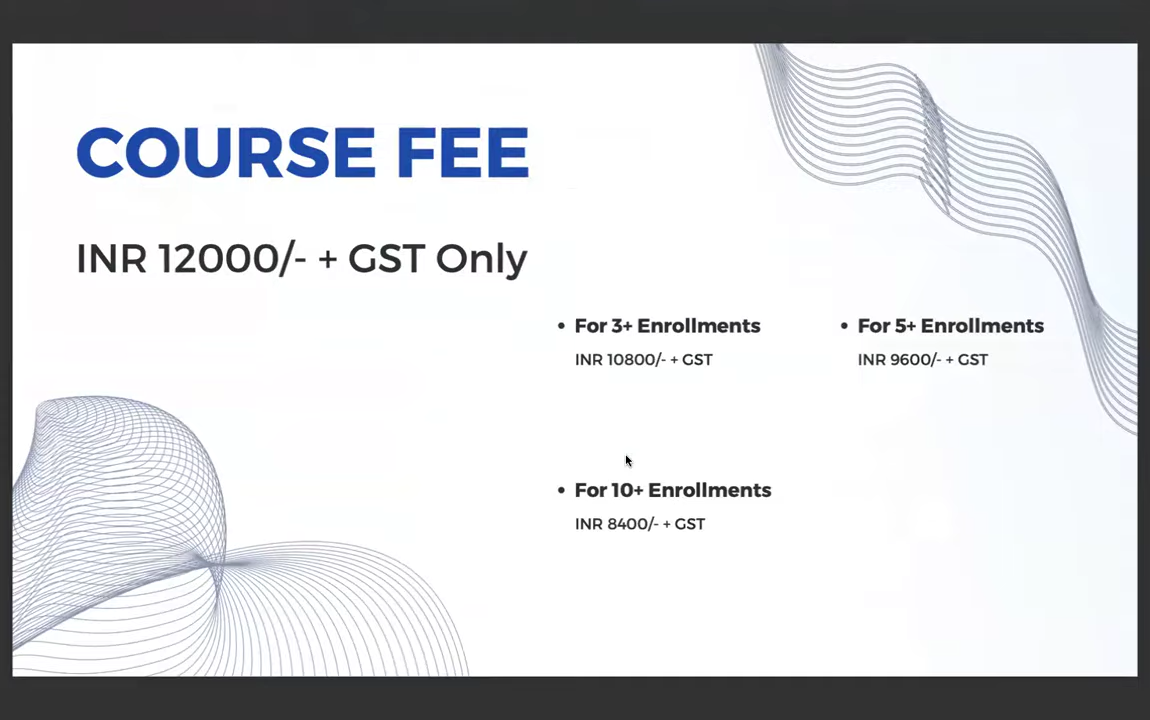 COURSE FEE
INR 12000/- + GST Only
• For 3+ Enrollments
INR 10800/- + GST
• For 5+ Enrollments
INR 9600/- + GST
• For 10+ Enrollments
INR 8400/- + GST